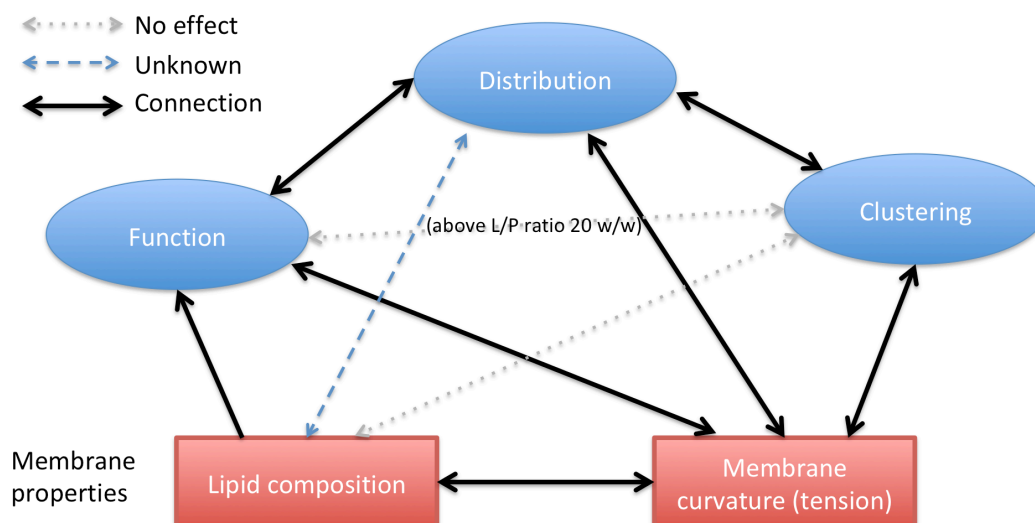 No effect
Unknown
Connection
Distribution
Function
(above L/P ratio 20 w/w)
Clustering
Membrane
properties
Lipid composition
Membrane
curvature (tension)